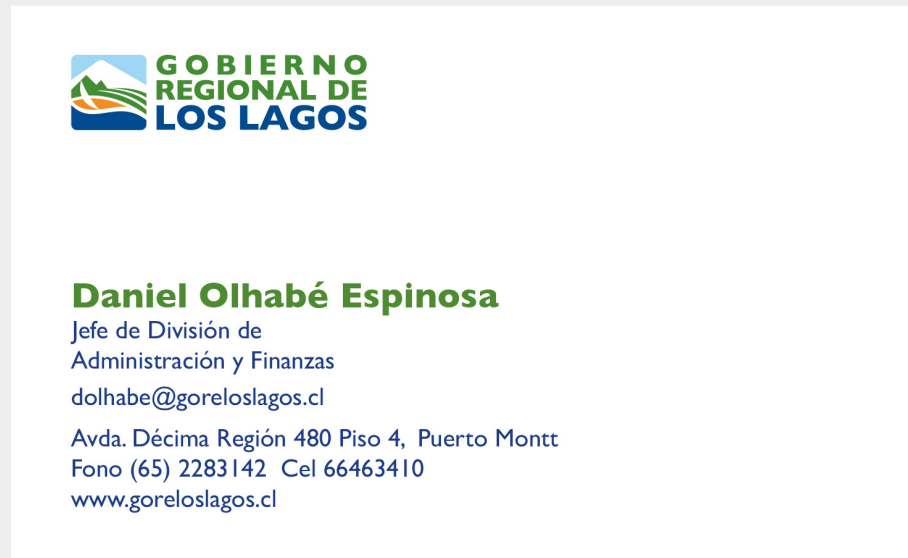 GOBIERNO
REGIONAL DE
LOS LAGOS
Daniel Olhabé Espinosa
Jefe de División de
Administración y Finanzas
dolhabe@goreloslagos.cl
Avda. Décima Región 480 Piso 4, Puerto Montt
Fono (65) 2283142 Cel 66463410
www.goreloslagos.cl